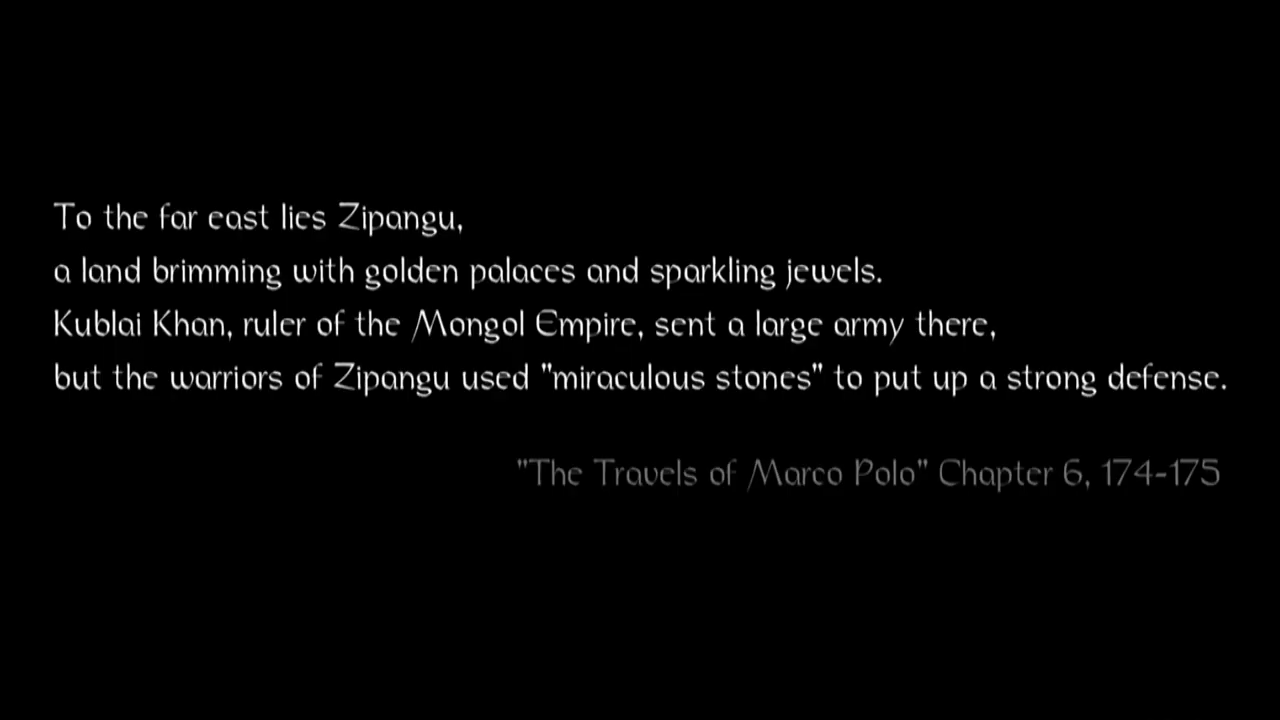 To the far east lies Zipangu,
a land brimming with golden palaces and sparkling jewels.
Kublai Khan, ruler of the Mongol Empire, sent a large army there,
but the warriors of Zipangu used "miraculous stones" to put up a strong defense.
"The Travels of Marco Polo" Chapter 6, 174-175